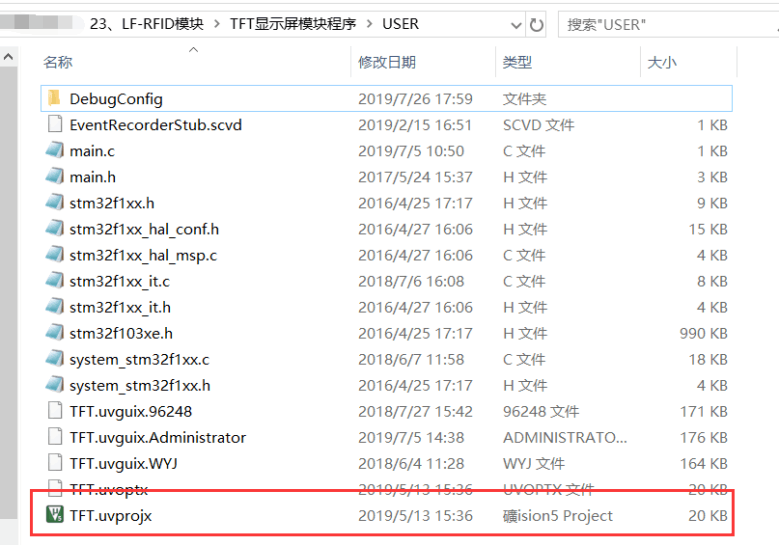 23、LF-RFID模块 > TFT显示屏模块程序 > USER 搜索"USER"
名称 修改日期 类型 大小
DebugConfig 2019/7/26 17:59 文件夹
EventRecorderStub.scvd 2019/2/15 16:51 SCVD 文件 1 KB
main.c 2019/7/5 10:50 C 文件 1 KB
main.h 2017/5/24 15:37 H 文件 3 KB
stm32f1xx.h 2016/4/25 17:17 H 文件 9 KB
stm32f1xx_hal_conf.h 2016/4/27 16:06 H 文件 15 KB
stm32f1xx_hal_msp.c 2016/4/27 16:06 C 文件 4 KB
stm32f1xx_it.c 2018/7/6 16:08 C 文件 8 KB
stm32f1xx_it.h 2016/4/27 16:06 H 文件 4 KB
stm32f103xe.h 2016/4/25 17:17 H 文件 990 KB
system_stm32f1xx.c 2018/6/7 11:58 C 文件 18 KB
system_stm32f1xx.h 2016/4/25 17:17 H 文件 4 KB
TFT.uvguix.96248 2018/7/27 15:42 96248 文件 171 KB
TFT.uvguix.Administrator 2019/7/5 14:38 ADMINISTRATO... 176 KB
TFT.uvguix.WYJ 2018/6/4 11:28 WYJ 文件 164 KB
TFT.uvoptx 2019/5/13 15:36 UVOPTX 文件 20 KB
TFT.uvprojx 2019/5/13 15:36 礦ision5 Project 20 KB